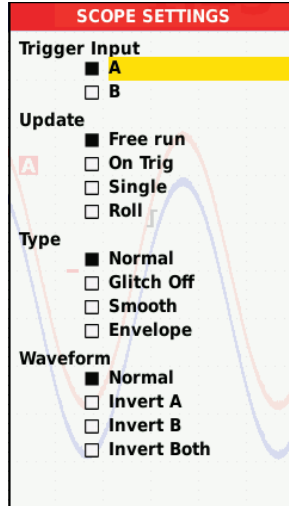 SCOPE SETTINGS
Trigger Input
A
B
Update
Free run
On Trig
A
Single
Roll
Type
Normal
Glitch Off
Smooth
Envelope
Waveform
Normal
Invert A
Invert B
Invert Both